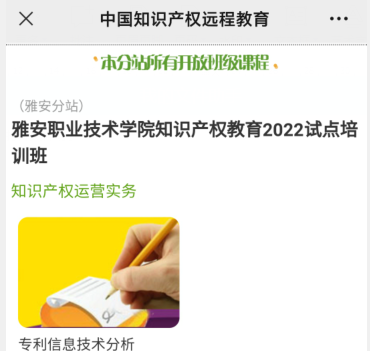 中国知识产权远程教育
本分站所有开放班级课程
（雅安分站）
雅安职业技术学院知识产权教育2022试点培
训班
知识产权运营实务
专利信息技术分析